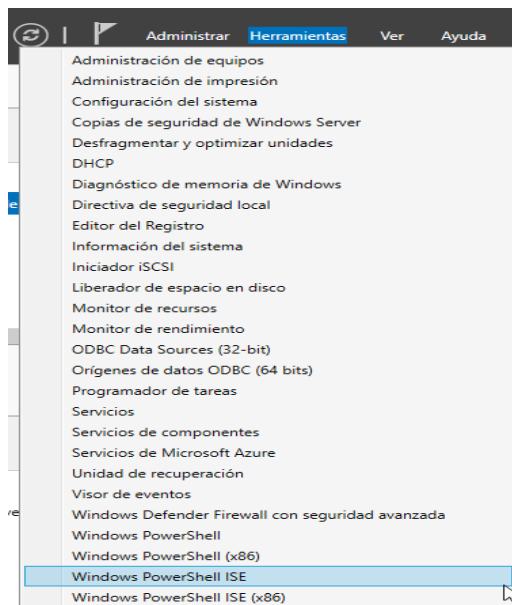 Administrar Herramientas Ver Ayuda
Administración de equipos
Administración de impresión
Configuración del sistema
Copias de seguridad de Windows Server
Desfragmentar y optimizar unidades
DHCP
Diagnóstico de memoria de Windows
Directiva de seguridad local
Editor del Registro
Información del sistema
Iniciador iSCSI
Liberador de espacio en disco
Monitor de recursos
Monitor de rendimiento
ODBC Data Sources (32-bit)
Orígenes de datos ODBC (64 bits)
Programador de tareas
Servicios
Servicios de componentes
Servicios de Microsoft Azure
Unidad de recuperación
Visor de eventos
Windows Defender Firewall con seguridad avanzada
Windows PowerShell
Windows PowerShell (x86)
Windows PowerShell ISE
Windows PowerShell ISE (x86)